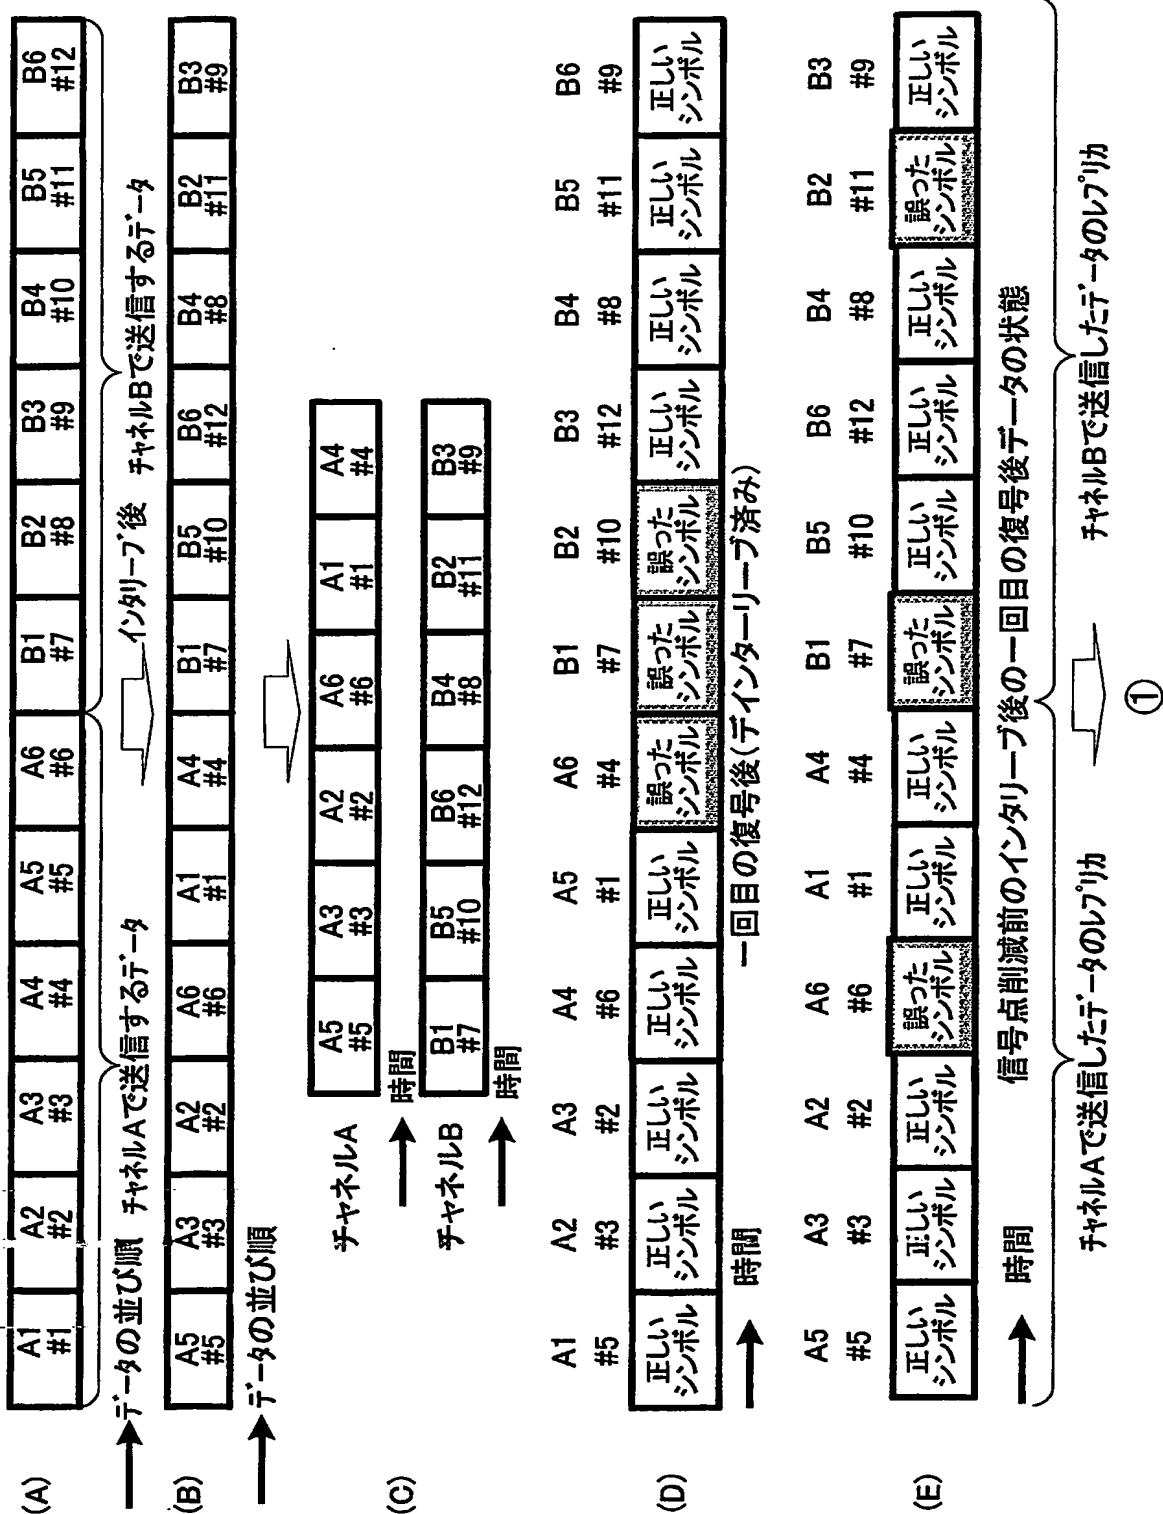 (A)
A1 A2 A3 A4 A5 A6 B1 B2 B3 B4 B5 B6
#1 #2 #3 #4 #5 #6 #7 #8 #9 #10 #11 #12
データの並び順 チャネルAで送信するデータ インタリーブ後 チャネルBで送信するデータ
(B)
A5 A3 A2 A6 A1 A4 B1 B5 B6 B4 B2 B3
#5 #3 #2 #6 #1 #4 #7 #10 #12 #8 #11 #9
データの並び順
(C)
チャネルA
A5 A3 A2 A6 A1 A4
#5 #3 #2 #6 #1 #4
時間
チャネルB
B1 B5 B6 B4 B2 B3
#7 #10 #12 #8 #11 #9
時間
(D)
A1 A2 A3 A4 A5 A6 B1 B2 B3 B4 B5 B6
#5 #3 #2 #6 #1 #4 #7 #10 #12 #8 #11 #9
正しい 正しい 正しい 正しい 正しい 誤った 誤った 誤った 正しい 正しい 正しい 正しい
シンボル シンボル シンボル シンボル シンボル シンボル シンボル シンボル シンボル シンボル シンボル シンボル
時間 一回目の復号後(デインターリーブ済み)
(E)
A5 A3 A2 A6 A1 A4 B1 B5 B6 B4 B2 B3
#5 #3 #2 #6 #1 #4 #7 #10 #12 #8 #11 #9
正しい 正しい 正しい 誤った 正しい 正しい 誤った 正しい 正しい 正しい 誤った 正しい
シンボル シンボル シンボル シンボル シンボル シンボル シンボル シンボル シンボル シンボル シンボル シンボル
時間 信号点削減前のインタリーブ後の一回目の復号後データの状態
チャネルAで送信したデータのレプリカ チャネルBで送信したデータのレプリカ
①